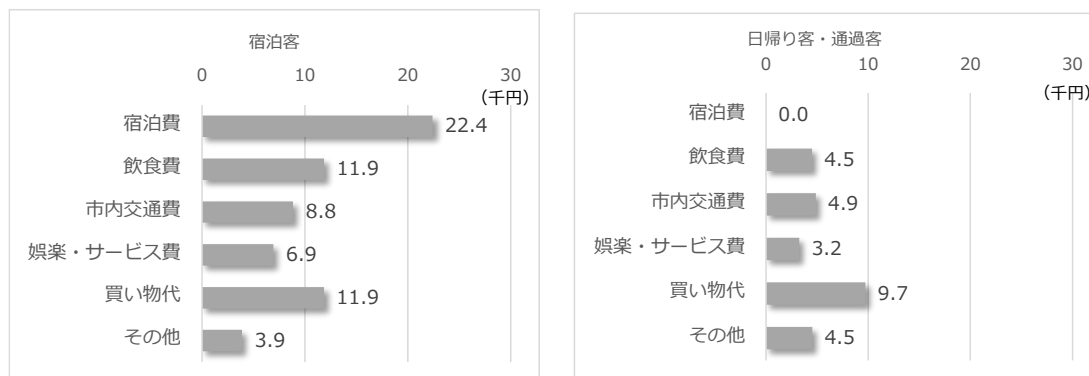 宿泊客
0 10 20 30
（千円）
宿泊費 22.4
飲食費 11.9
市内交通費 8.8
娯楽・サービス費 6.9
買い物代 11.9
その他 3.9
日帰り客・通過客
0 10 20 30
（千円）
宿泊費 0.0
飲食費 4.5
市内交通費 4.9
娯楽・サービス費 3.2
買い物代 9.7
その他 4.5